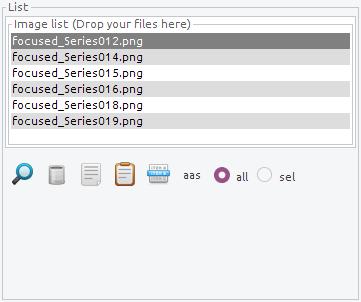 List
Image list (Drop your files here)
focused_Series012.png
focused_Series014.png
focused_Series015.png
focused_Series016.png
focused_Series018.png
focused_Series019.png
aas all sel